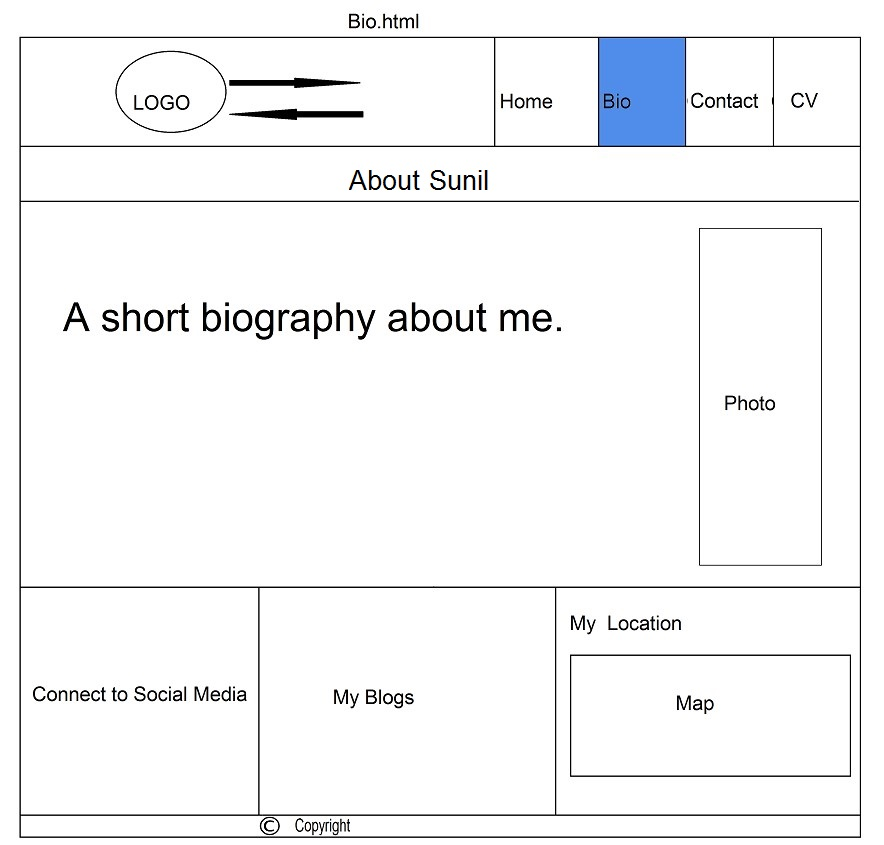 Bio.html
LOGO
Home
Bio
Contact
CV
About Sunil
A short biography about me.
Photo
Connect to Social Media
My Blogs
My Location
Map
© Copyright